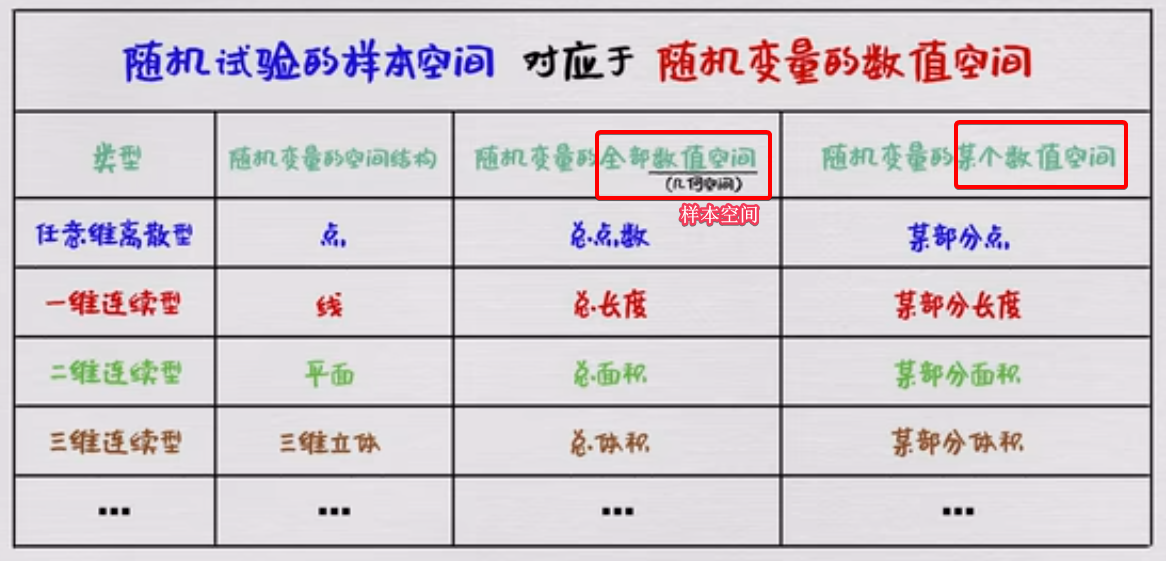 随机试验的样本空间 对应于 随机变量的数值空间
类型 随机变量的空间结构 随机变量的全部数值空间 随机变量的某个数值空间
(几何空间)
样本空间
任意维离散型 点 总点数 某部分点
一维连续型 线 总长度 某部分长度
二维连续型 平面 总面积 某部分面积
三维连续型 三维立体 总体积 某部分体积
... ... ... ...